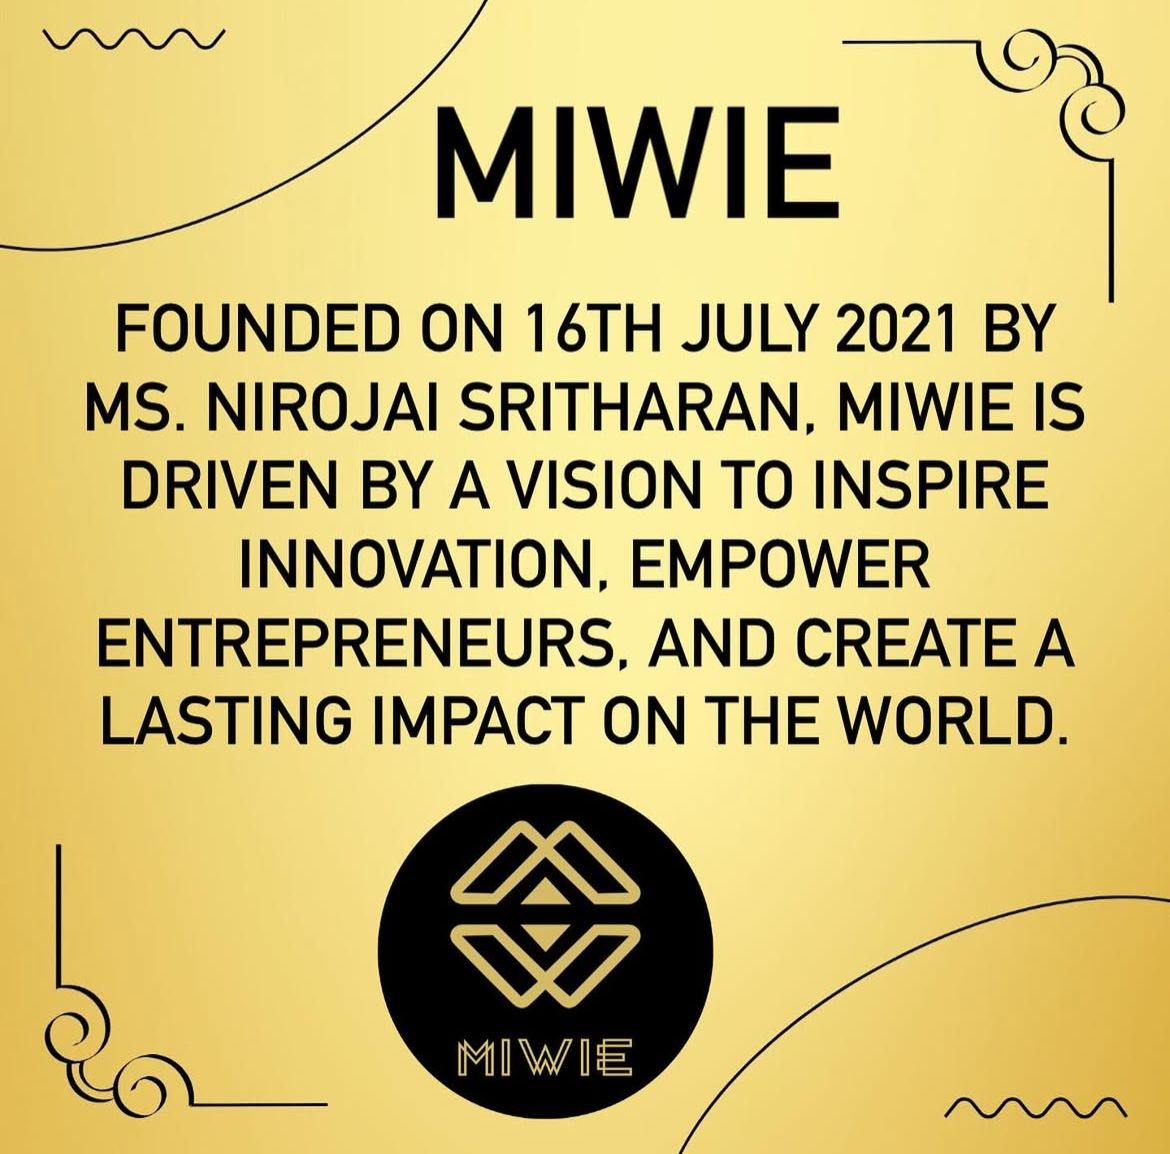 MIWIE
FOUNDED ON 16TH JULY 2021 BY
MS. NIROJAI SRITHARAN, MIWIE IS
DRIVEN BY A VISION TO INSPIRE
INNOVATION, EMPOWER
ENTREPRENEURS, AND CREATE A
LASTING IMPACT ON THE WORLD.
MIWIE